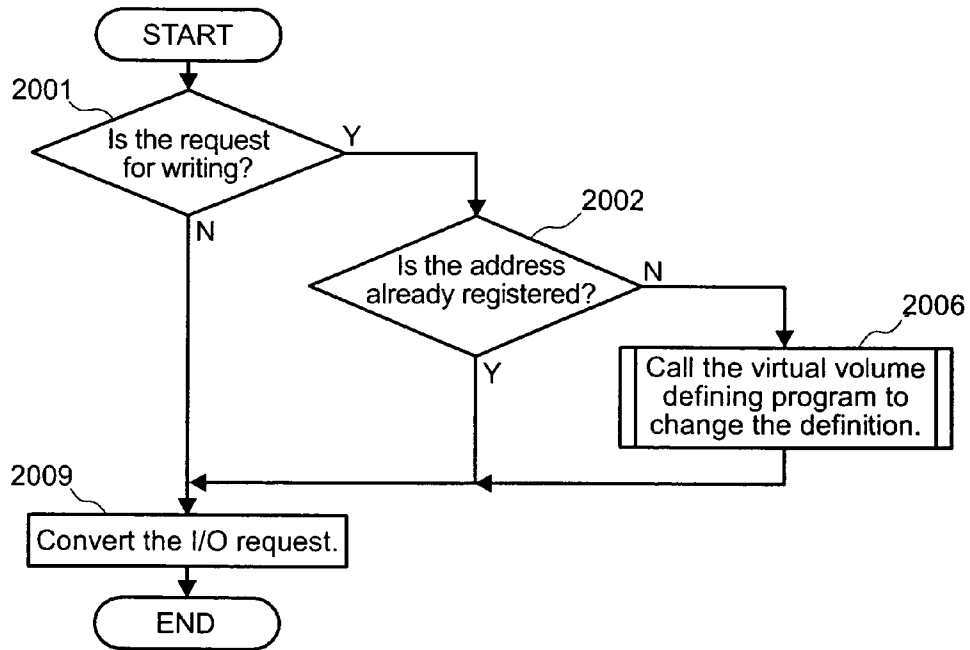 START
2001
Is the request
for writing?
Y
N
2002
Is the address
already registered?
N
Y
2006
Call the virtual volume
defining program to
change the definition.
2009
Convert the I/O request.
END